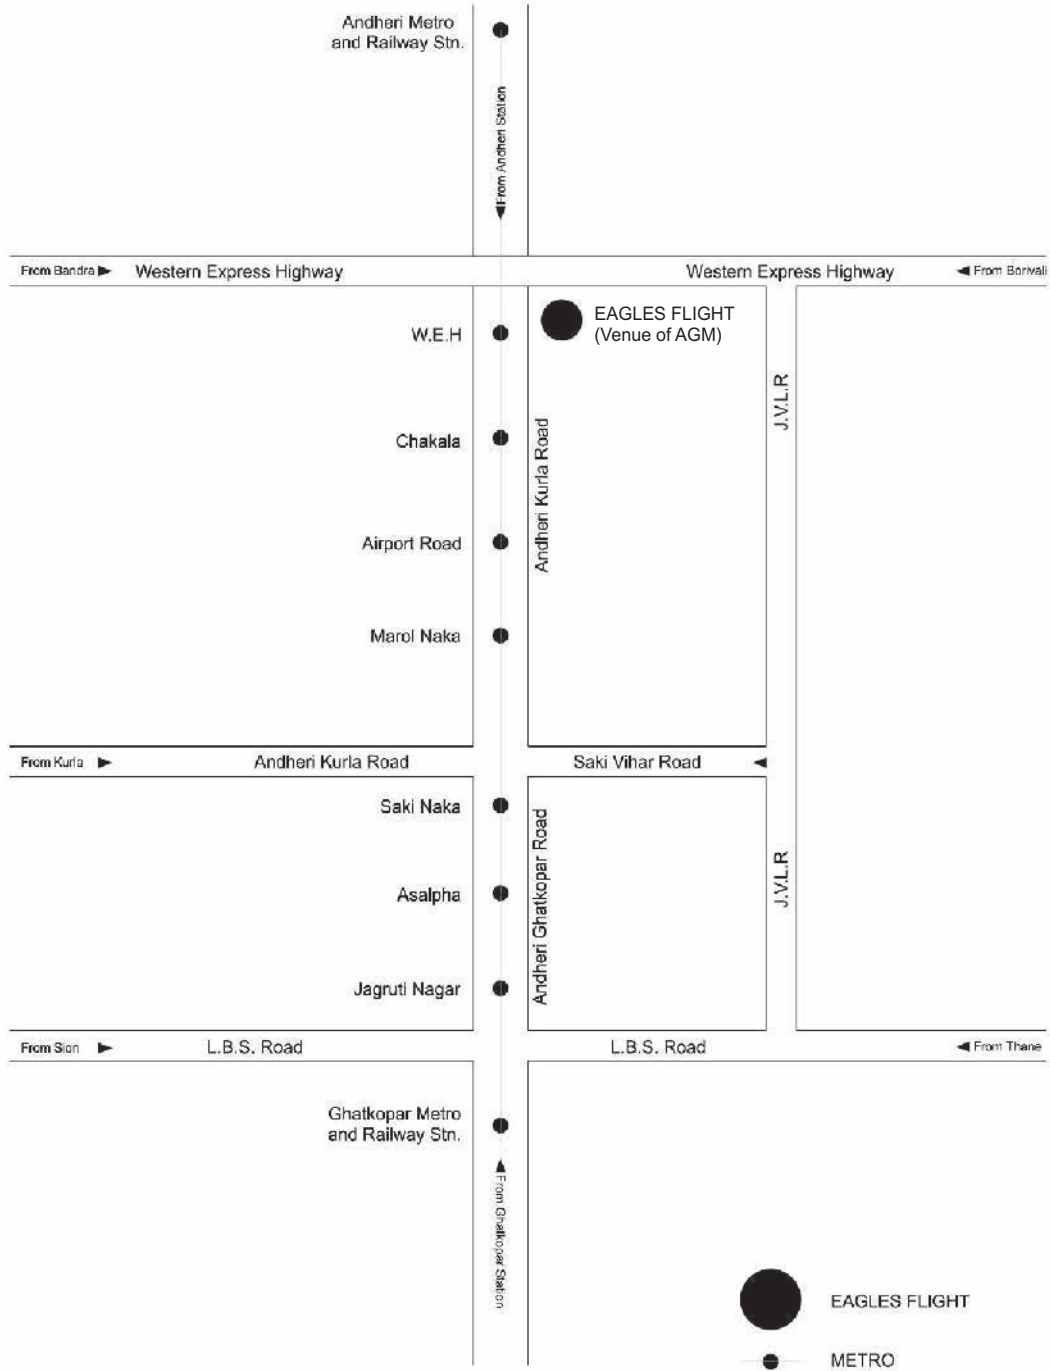 Andheri Metro
and Railway Stn.
From Andheri Station
From Bandra
Western Express Highway
Western Express Highway
From Borivali
W.E.H
EAGLES FLIGHT
(Venue of AGM)
J.V.L.R
Chakala
Andheri Kurla Road
Airport Road
Marol Naka
From Kurla
Andheri Kurla Road
Saki Vihar Road
Saki Naka
Andheri Ghatkopar Road
J.V.L.R
Asalpha
Jagruti Nagar
From Sion
L.B.S. Road
L.B.S. Road
From Thane
Ghatkopar Metro
and Railway Stn.
From Ghatkopar Station
EAGLES FLIGHT
METRO